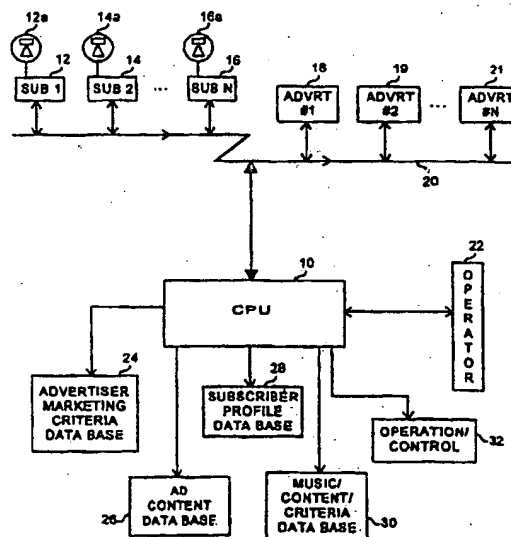 12a
14a
16a
12
14
16
SUB 1
SUB 2
...
SUB N
18
19
21
ADVRT #1
ADVRT #2
...
ADVRT #N
20
10
CPU
22
OPERATOR
24
ADVERTISER
MARKETING
CRITERIA
DATA BASE
28
SUBSCRIBER
PROFILE
DATA BASE
OPERATION/
CONTROL
32
AD
CONTENT
DATA BASE
26
MUSIC/
CONTENT/
CRITERIA
DATA BASE
30